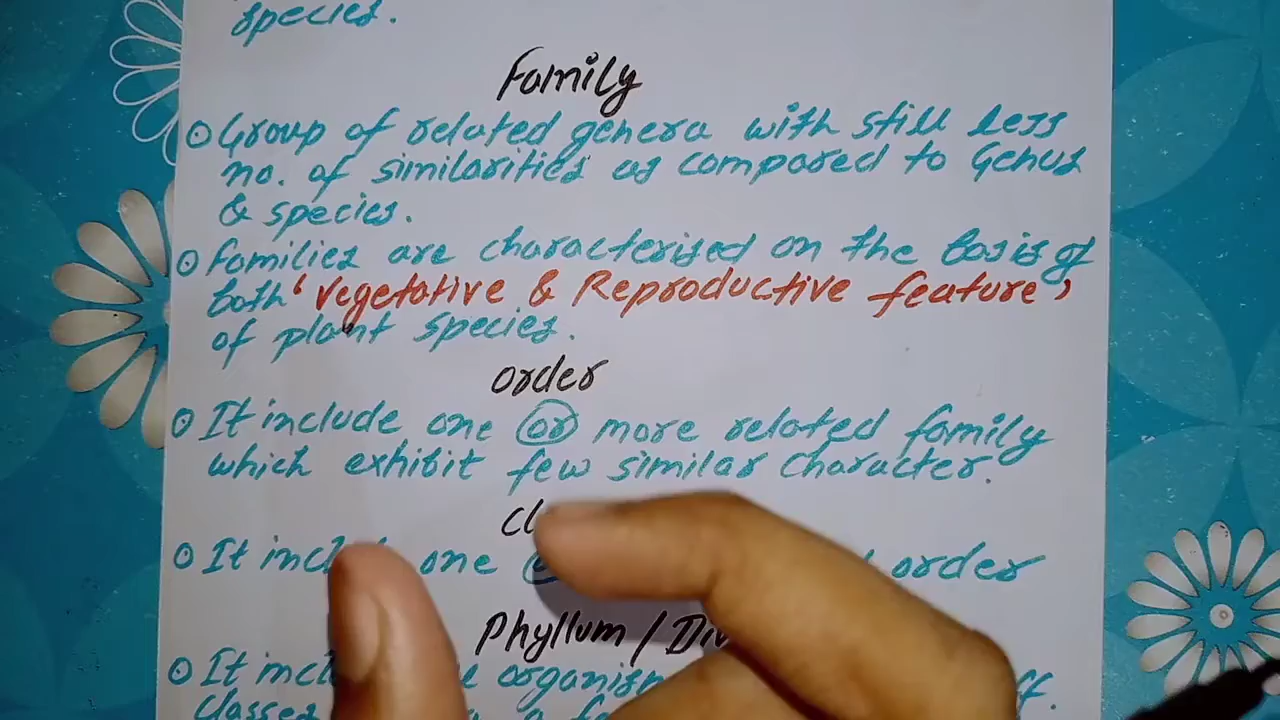 species.
Family
Group of related genera with still less
no. of similarities as compared to Genus
& species.
Families are characterised on the basis of
both 'Vegetative & Reproductive feature'
of plant species.
Order
It include one or more related family
which exhibit few similar character.
It one order
Phyllum /
It
classes